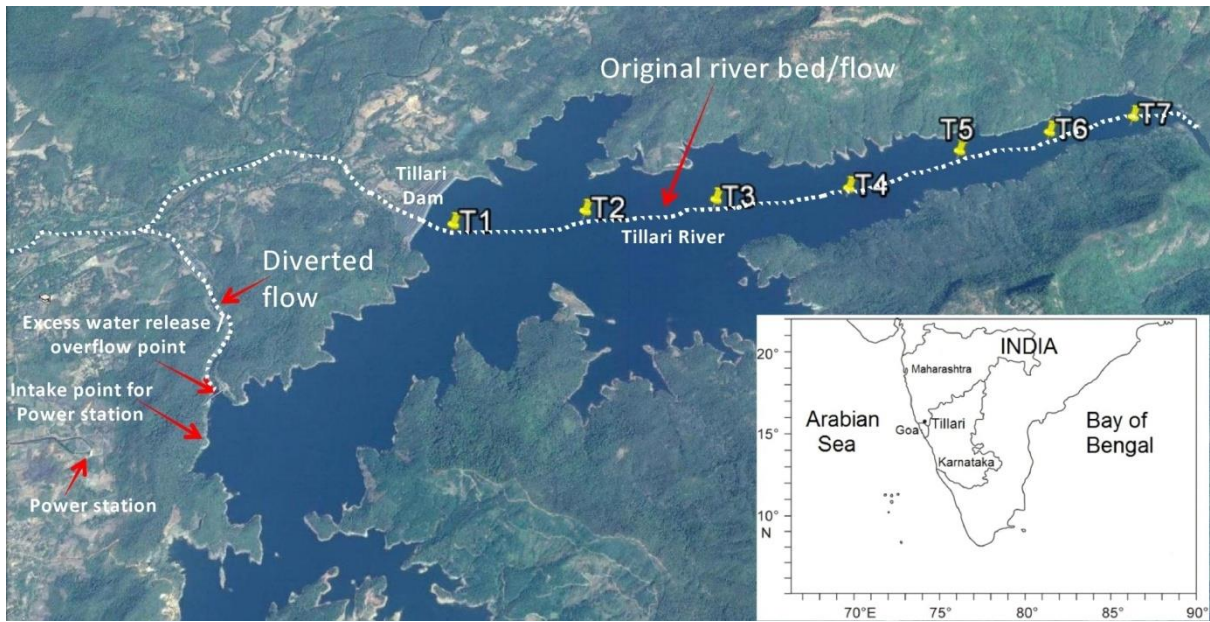 Original river bed/flow
T7
T6
T5
Tillari
Dam
T4
T3
T2
T1
Tillari River
Diverted
flow
Excess water release /
overflow point
Intake point for
Power station
Power station
20°
15°
10°
N
INDIA
Maharashtra
Arabian
Sea
Goa
Tillari
Karnataka
Bay of
Bengal
70°E
75°
80°
85°
90°